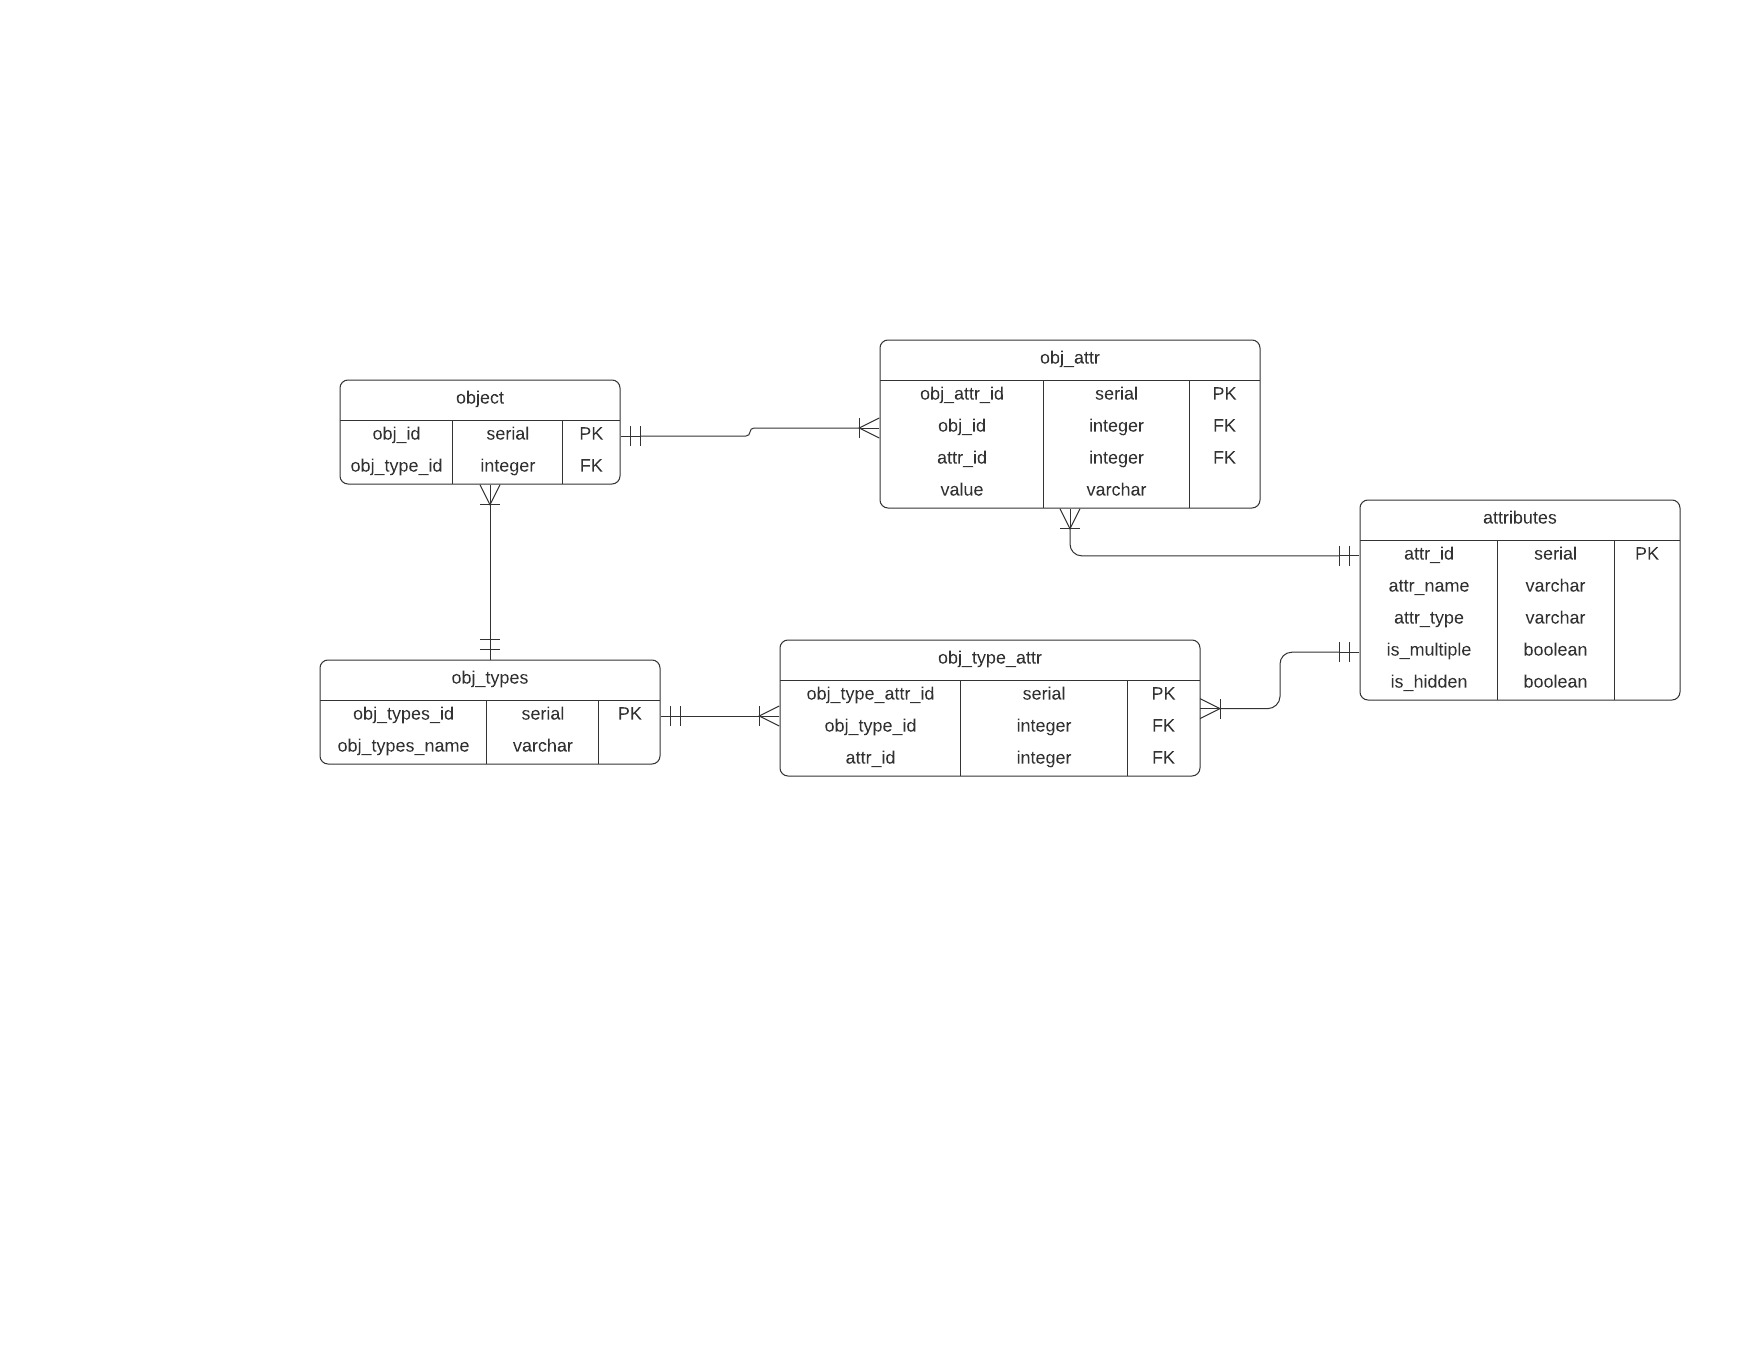 object
obj_id serial PK
obj_type_id integer FK
obj_attr
obj_attr_id serial PK
obj_id integer FK
attr_id integer FK
value varchar
attributes
attr_id serial PK
attr_name varchar
attr_type varchar
is_multiple boolean
is_hidden boolean
obj_types
obj_types_id serial PK
obj_types_name varchar
obj_type_attr
obj_type_attr_id serial PK
obj_type_id integer FK
attr_id integer FK